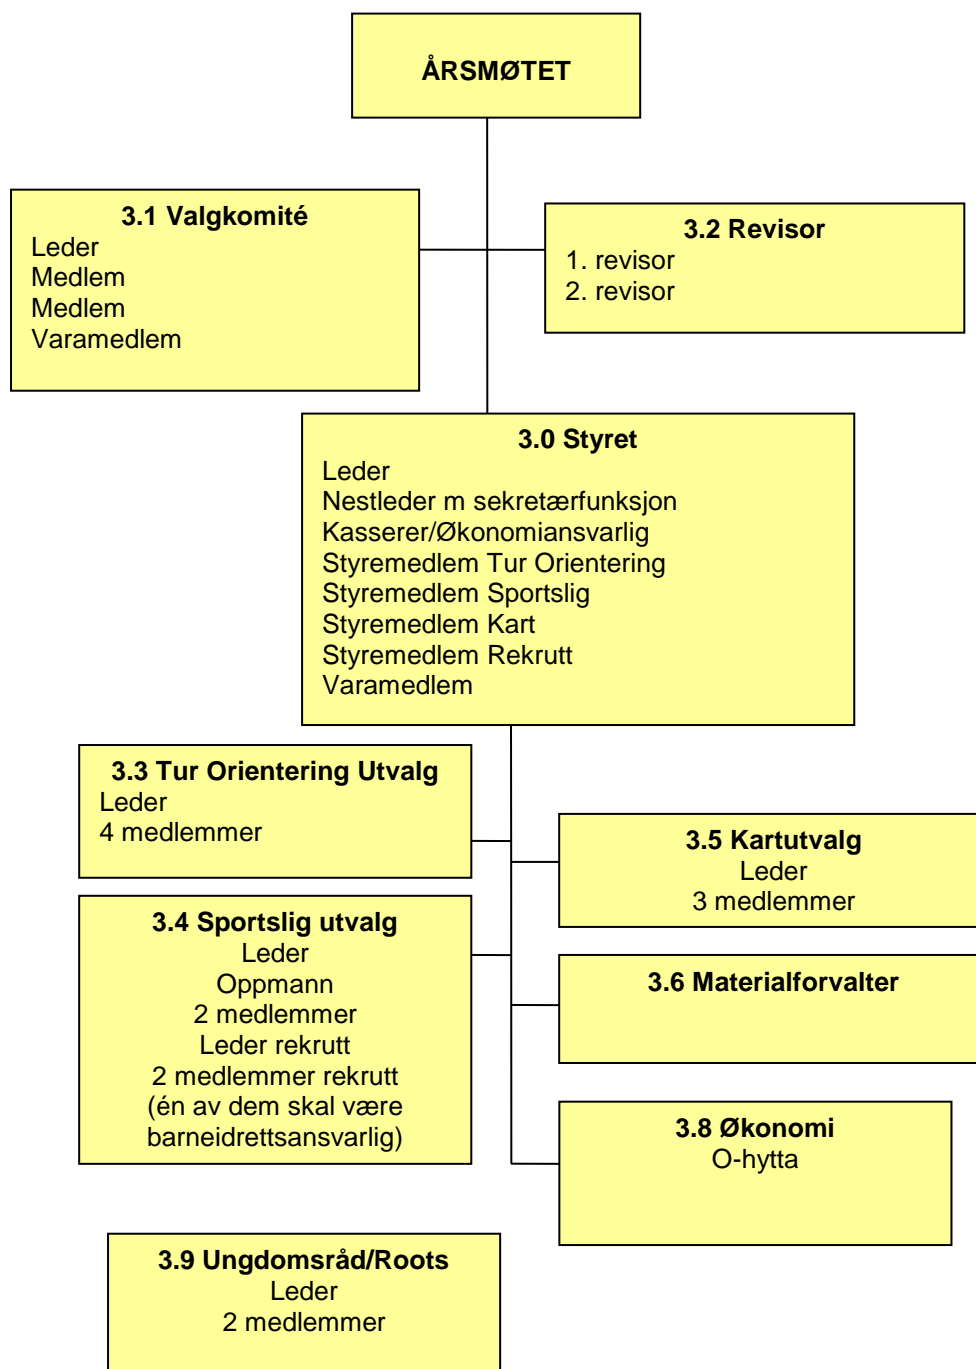 ÅRSMØTET
3.1 Valgkomité
Leder
Medlem
Medlem
Varamedlem
3.2 Revisor
1. revisor
2. revisor
3.0 Styret
Leder
Nestleder m sekretærfunksjon
Kasserer/Økonomiansvarlig
Styremedlem Tur Orientering
Styremedlem Sportslig
Styremedlem Kart
Styremedlem Rekrutt
Varamedlem
3.3 Tur Orientering Utvalg
Leder
4 medlemmer
3.5 Kartutvalg
Leder
3 medlemmer
3.4 Sportslig utvalg
Leder
Oppmann
2 medlemmer
Leder rekrutt
2 medlemmer rekrutt
(én av dem skal være
barneidrettsansvarlig)
3.6 Materialforvalter
3.8 Økonomi
O-hytta
3.9 Ungdomsråd/Roots
Leder
2 medlemmer